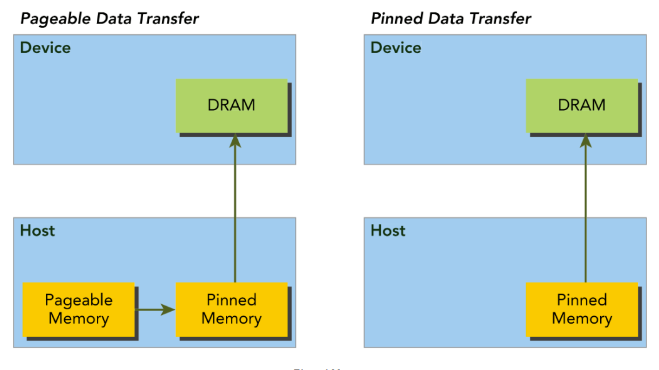 Pageable Data Transfer
Pinned Data Transfer
Device
DRAM
Device
DRAM
Host
Pageable
Memory
Pinned
Memory
Host
Pinned
Memory